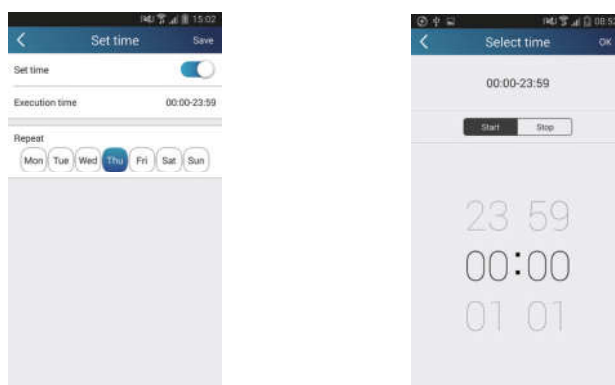 15:02
Set time
Save
Set time
Execution time 00:00-23:59
Repeat
Mon Tue Wed Thu Fri Sat Sun
08:52
Select time
OK
00:00-23:59
Start Stop
23 59
00:00
01 01